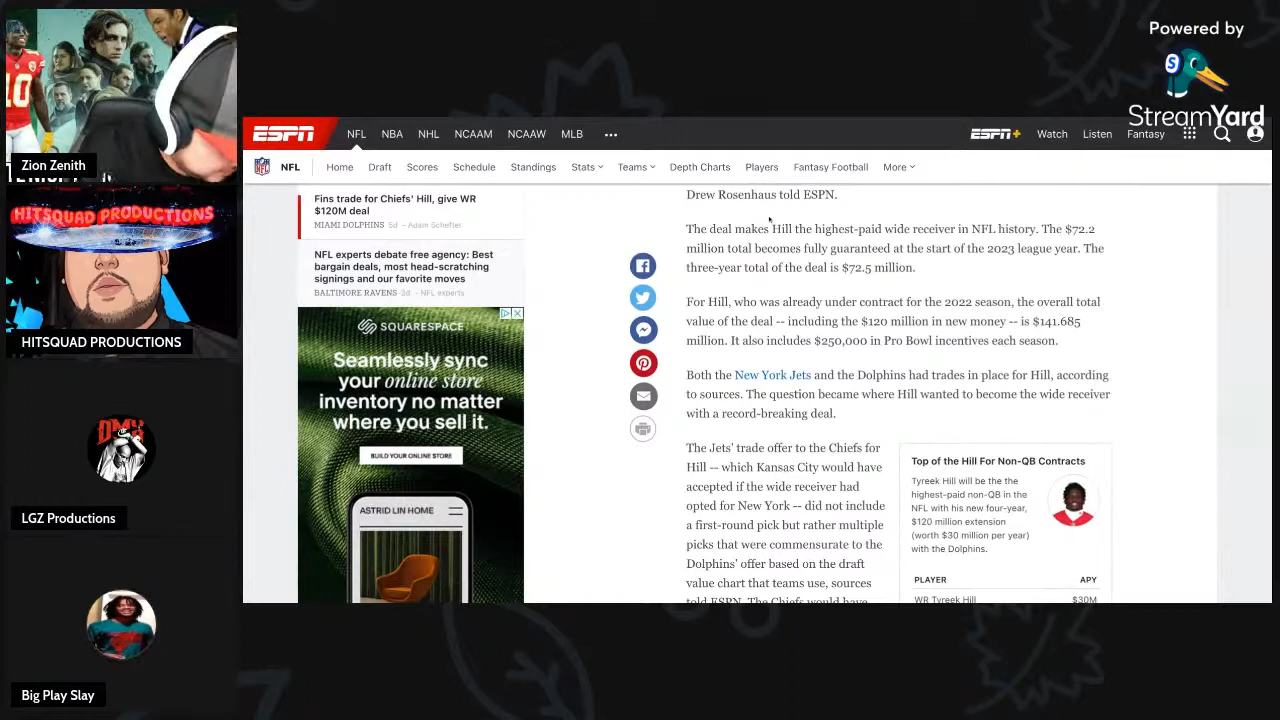 10
Zion Zenith
HITSQUAD PRODUCTIONS
HITSQUAD PRODUCTIONS
DMX
LGZ Productions
Big Play Slay
Powered by
S
StreamYard
ESPN
NFL
NBA
NHL
NCAAM
NCAAW
MLB
•••
ESPN+
Watch
Listen
Fantasy
NFL
Home
Draft
Scores
Schedule
Standings
Stats
Teams
Depth Charts
Players
Fantasy Football
More
Fins trade for Chiefs' Hill, give WR
$120M deal
MIAMI DOLPHINS 5d - Adam Schefter
NFL experts debate free agency: Best
bargain deals, most head-scratching
signings and our favorite moves
BALTIMORE RAVENS 2d - NFL experts
SQUARESPACE
Seamlessly sync
your online store
inventory no matter
where you sell it.
BUILD YOUR ONLINE STORE
ASTRID LIN HOME
Drew Rosenhaus told ESPN.
The deal makes Hill the highest-paid wide receiver in NFL history. The $72.2
million total becomes fully guaranteed at the start of the 2023 league year. The
three-year total of the deal is $72.5 million.
For Hill, who was already under contract for the 2022 season, the overall total
value of the deal -- including the $120 million in new money -- is $141.685
million. It also includes $250,000 in Pro Bowl incentives each season.
Both the New York Jets and the Dolphins had trades in place for Hill, according
to sources. The question became where Hill wanted to become the wide receiver
with a record-breaking deal.
The Jets' trade offer to the Chiefs for
Hill -- which Kansas City would have
accepted if the wide receiver had
opted for New York -- did not include
a first-round pick but rather multiple
picks that were commensurate to the
Dolphins' offer based on the draft
value chart that teams use, sources
told ESPN. The Chiefs would have
Top of the Hill For Non-QB Contracts
Tyreek Hill will be the the
highest-paid non-QB in the
NFL with his new four-year,
$120 million extension
(worth $30 million per year)
with the Dolphins.
PLAYER
APY
WR Tyreek Hill
$30M